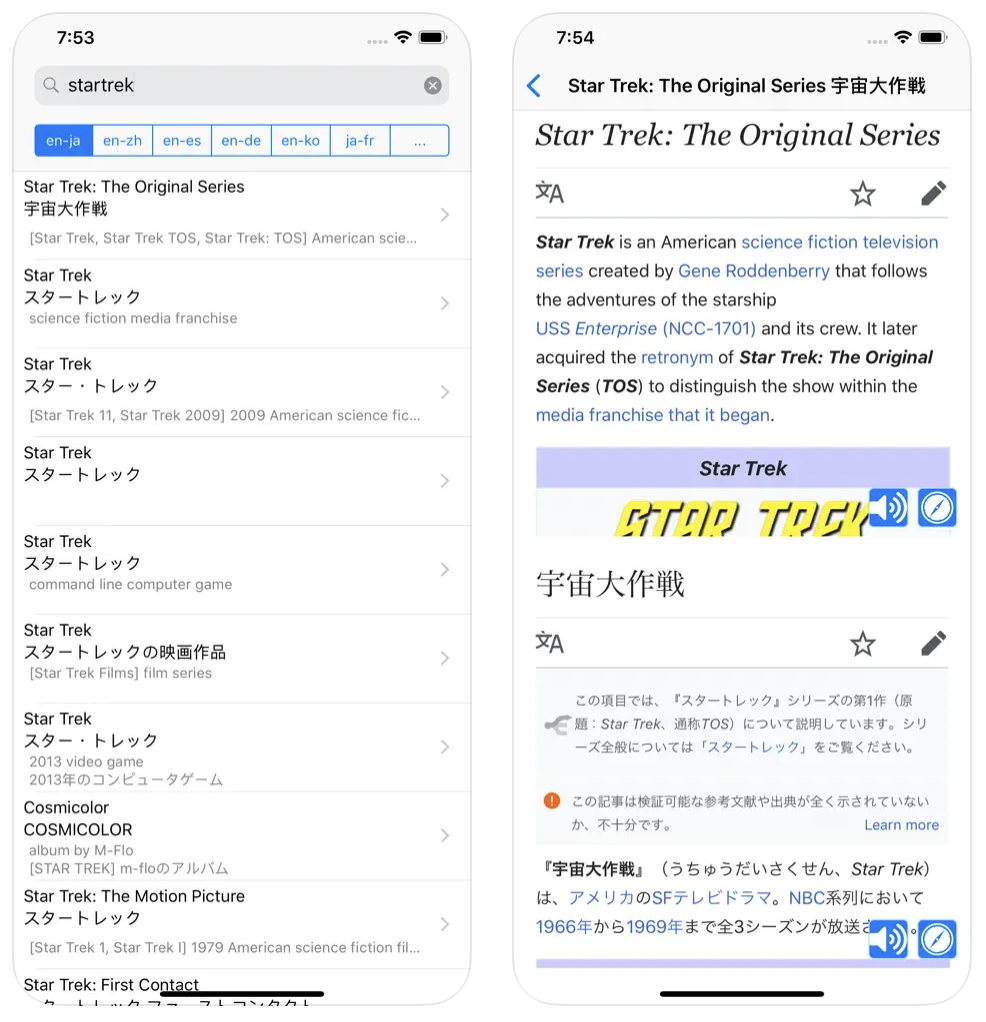 7:53
startrek
en-ja en-zh en-es en-de en-ko ja-fr ...
Star Trek: The Original Series
宇宙大作戦
[Star Trek, Star Trek TOS, Star Trek: TOS] American scie...
Star Trek
スタートレック
science fiction media franchise
Star Trek
スター・トレック
[Star Trek 11, Star Trek 2009] 2009 American science fic...
Star Trek
スタートレック
Star Trek
スタートレック
command line computer game
Star Trek
スタートレックの映画作品
[Star Trek Films] film series
Star Trek
スター・トレック
2013 video game
2013年のコンピュータゲーム
Cosmicolor
COSMICOLOR
album by M-Flo
[STAR TREK] m-floのアルバム
Star Trek: The Motion Picture
スタートレック
[Star Trek 1, Star Trek I] 1979 American science fiction fil...
Star Trek: First Contact
スタートレック ファーストコンタクト
7:54
Star Trek: The Original Series 宇宙大作戦
Star Trek: The Original Series
文A
Star Trek is an American science fiction television
series created by Gene Roddenberry that follows
the adventures of the starship
USS Enterprise (NCC-1701) and its crew. It later
acquired the retronym of Star Trek: The Original
Series (TOS) to distinguish the show within the
media franchise that it began.
Star Trek
STAR TREK
宇宙大作戦
文A
この項目では、『スタートレック』シリーズの第1作（原
題：Star Trek、通称TOS）について説明しています。シリ
ーズ全般については「スタートレック」をご覧ください。
この記事は検証可能な参考文献や出典が全く示されていない
か、不十分です。
Learn more
『宇宙大作戦』（うちゅうだいさくせん、Star Trek）
は、アメリカのSFテレビドラマ。NBC系列において
1966年から1969年まで全3シーズンが放送さ。